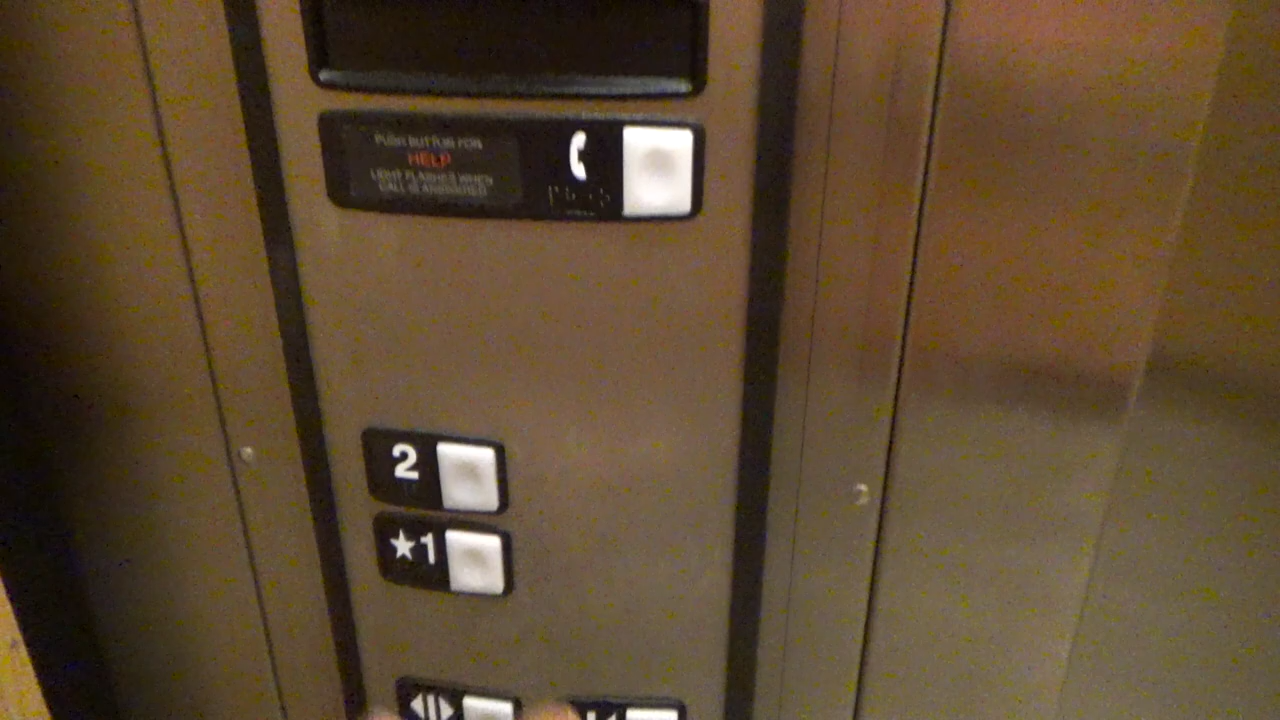 PUSH BUTTON FOR
HELP
LIGHT FLASHES WHEN
CALL IS ANSWERED
2
★1